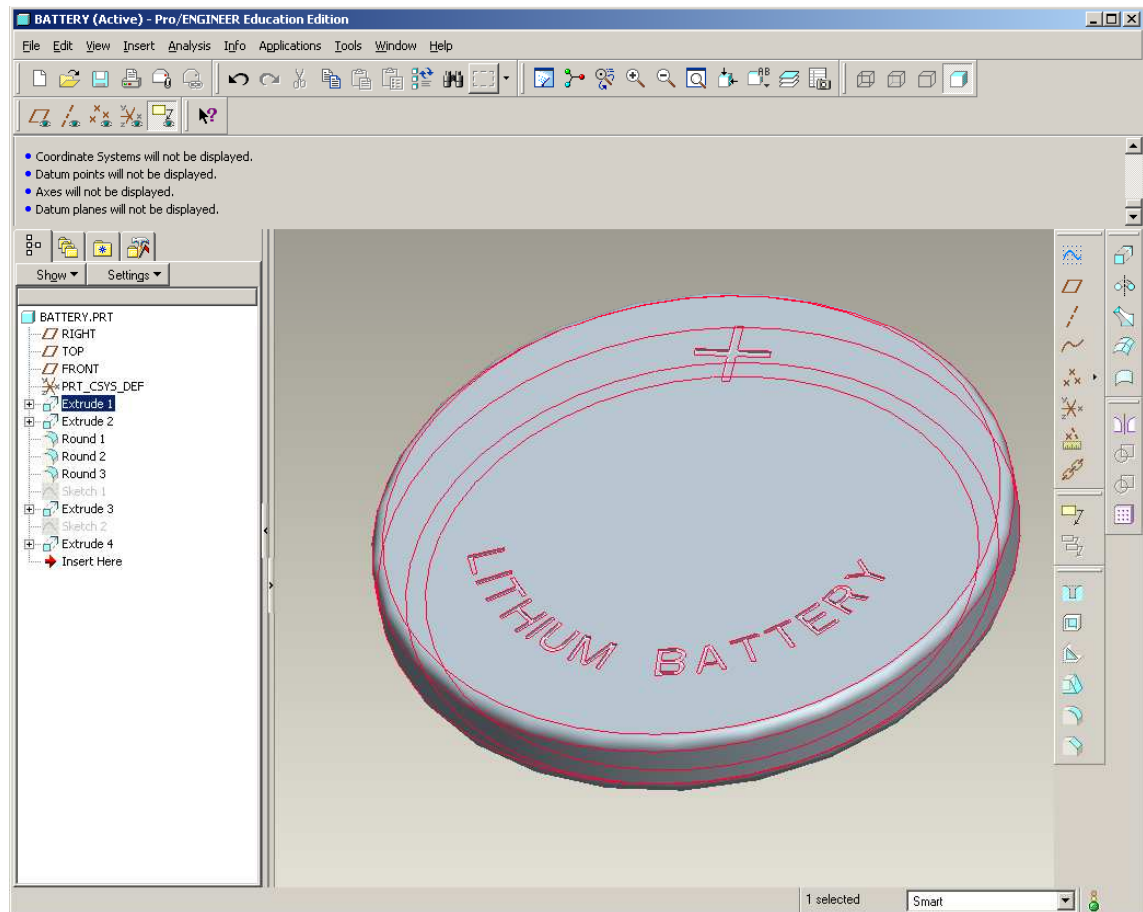 BATTERY (Active) - Pro/ENGINEER Education Edition
File Edit View Insert Analysis Info Applications Tools Window Help
Coordinate Systems will not be displayed.
Datum points will not be displayed.
Axes will not be displayed.
Datum planes will not be displayed.
Show Settings
BATTERY.PRT
RIGHT
TOP
FRONT
PRT_CSYS_DEF
Extrude 1
Extrude 2
Round 1
Round 2
Round 3
Sketch 1
Extrude 3
Sketch 2
Extrude 4
Insert Here
LITHIUM BATTERY
1 selected Smart